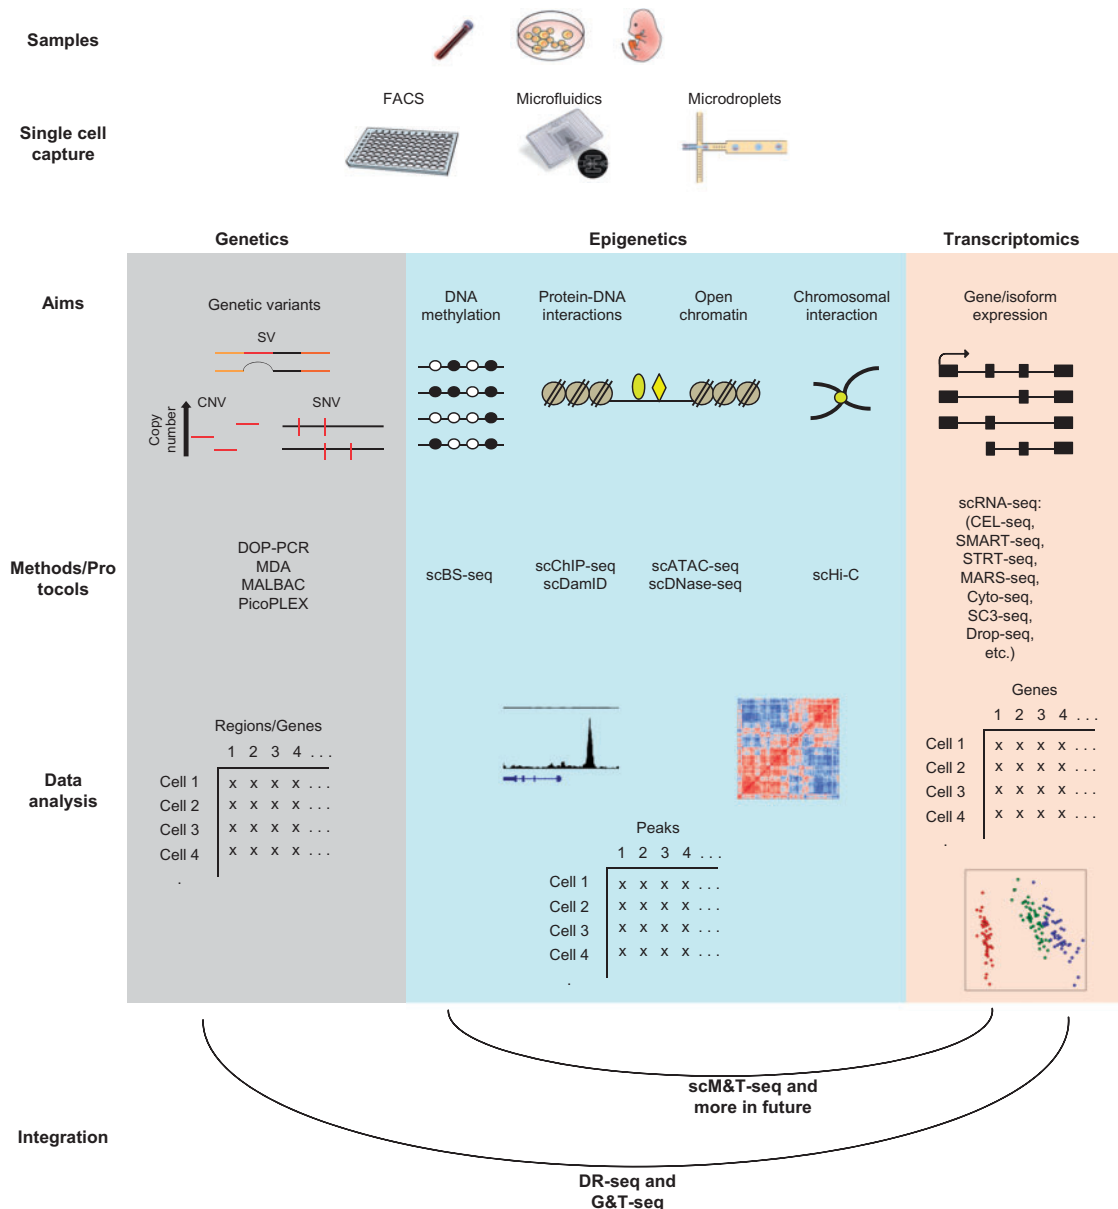 Samples
FACS
Microfluidics
Microdroplets
Single cell
capture
Genetics
Epigenetics
Transcriptomics
Aims
Genetic variants
SV
CNV
SNV
Copy
number
DNA
methylation
Protein-DNA
interactions
Open
chromatin
Chromosomal
interaction
Gene/isoform
expression
Methods/Pro
tocols
DOP-PCR
MDA
MALBAC
PicoPLEX
scBS-seq
scChIP-seq
scDamID
scATAC-seq
scDNase-seq
scHi-C
scRNA-seq:
(CEL-seq,
SMART-seq,
STRT-seq,
MARS-seq,
Cyto-seq,
SC3-seq,
Drop-seq,
etc.)
Data
analysis
Regions/Genes
1 2 3 4 . . .
Cell 1 x x x x . . .
Cell 2 x x x x . . .
Cell 3 x x x x . . .
Cell 4 x x x x . . .
.
Peaks
1 2 3 4 . . .
Cell 1 x x x x . . .
Cell 2 x x x x . . .
Cell 3 x x x x . . .
Cell 4 x x x x . . .
.
Genes
1 2 3 4 . . .
Cell 1 x x x x . . .
Cell 2 x x x x . . .
Cell 3 x x x x . . .
Cell 4 x x x x . . .
.
Integration
scM&T-seq and
more in future
DR-seq and
G&T-seq